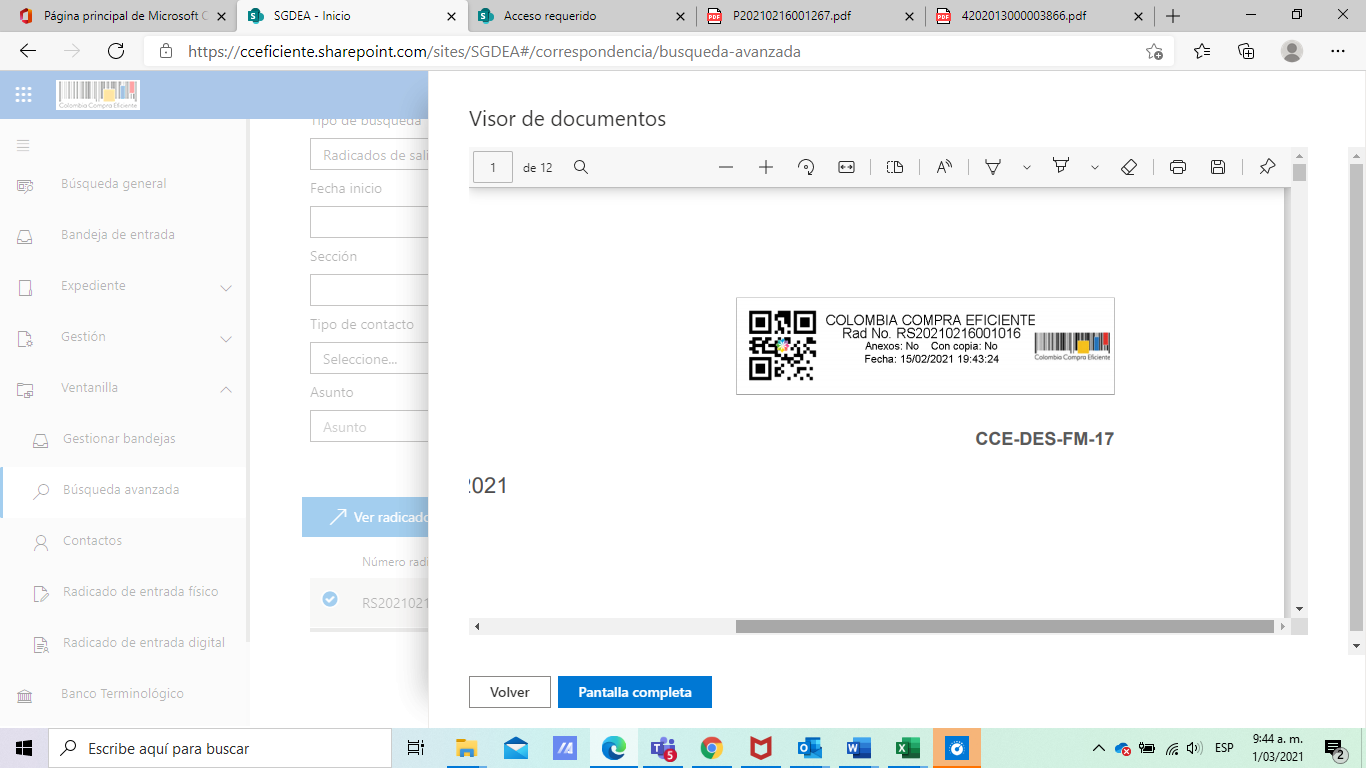 Página principal de Microsoft
SGDEA - Inicio
Acceso requerido
P20210216001267.pdf
4202013000003866.pdf
https://cceficiente.sharepoint.com/sites/SGDEA#/correspondencia/busqueda-avanzada
Colombia Compra Eficiente
Búsqueda general
Bandeja de entrada
Expediente
Gestión
Ventanilla
Gestionar bandejas
Búsqueda avanzada
Contactos
Radicado de entrada físico
Radicado de entrada digital
Banco Terminológico
Tipo de búsqueda
Radicados de sali
Fecha inicio
Sección
Tipo de contacto
Seleccione...
Asunto
Asunto
Ver radicado
Número radi
RS2021021
Visor de documentos
1 de 12
COLOMBIA COMPRA EFICIENTE
Rad No. RS20210216001016
Anexos: No Con copia: No
Fecha: 15/02/2021 19:43:24
Colombia Compra Eficiente
CCE-DES-FM-17
2021
Volver
Pantalla completa
Escribe aquí para buscar
5
ESP
9:44 a. m.
1/03/2021
2